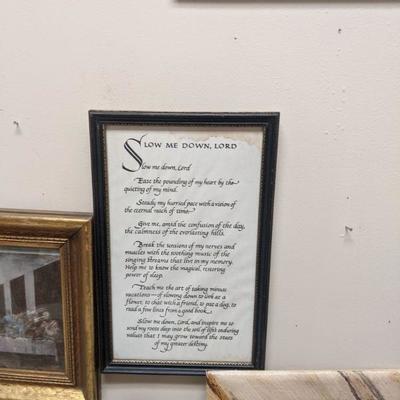 SLOW ME DOWN, LORD
Slow me down, Lord
Ease the pounding of my heart by the
quieting of my mind.
Steady my hurried pace with a vision of
the eternal reach of time
Give me, amid the confusion of the day,
the calmness of the everlasting hills.
Break the tensions of my nerves and
muscles with the soothing music of the
singing streams that live in my memory.
Help me to know the magical, restoring
power of sleep.
Teach me the art of taking minute
vacations—of slowing down to look at a
flower, to chat with a friend, to pat a dog, to
read a few lines from a good book.
Slow me down, Lord, and inspire me to
send my roots deep into the soil of life's enduring
values that I may grow toward the stars
of my greater destiny.